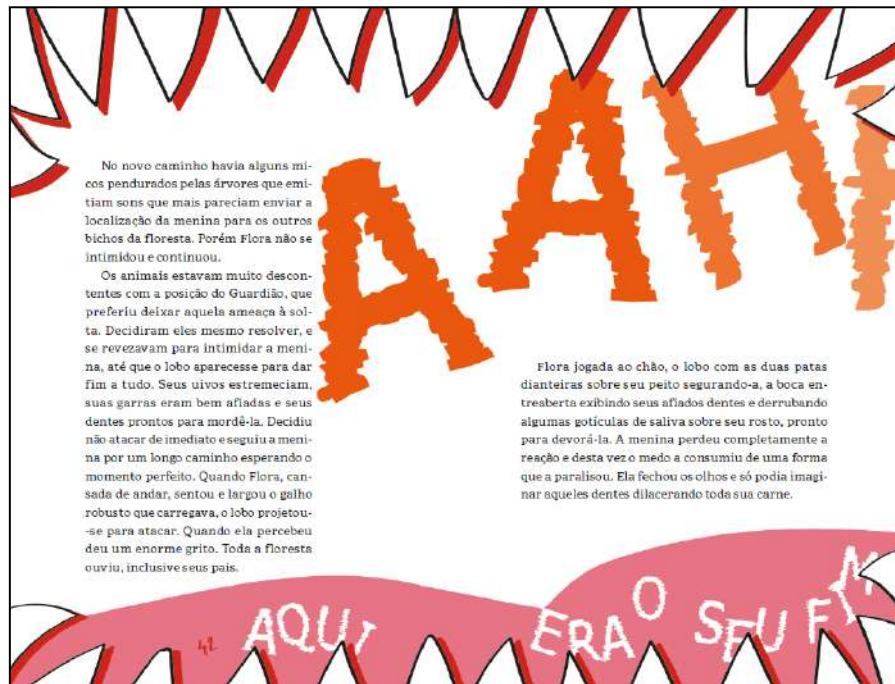 No novo caminho havia alguns mi-
cos pendurados pelas árvores que emi-
tiam sons que mais pareciam enviar a
localização da menina para os outros
bichos da floresta. Porém Flora não se
intimidou e continuou.
Os animais estavam muito descon-
tentes com a posição do Guardião, que
preferiu deixar aquela ameaça à sol-
ta. Decidiram eles mesmo resolver, e
se revezavam para intimidar a meni-
na, até que o lobo aparecesse para dar
fim a tudo. Seus uivos estremeciam,
suas garras eram bem afiadas e seus
dentes prontos para mordê-la. Decidiu
não atacar de imediato e seguiu a meni-
na por um longo caminho esperando o
momento perfeito. Quando Flora, can-
sada de andar, sentou e largou o galho
robusto que carregava, o lobo projetou-
-se para atacar. Quando ela percebeu
deu um enorme grito. Toda a floresta
ouviu, inclusive seus pais.
AAH
Flora jogada ao chão, o lobo com as duas patas
dianteiras sobre seu peito segurando-a, a boca en-
treaberta exibindo seus afiados dentes e derrubando
algumas gotículas de saliva sobre seu rosto, pronto
para devorá-la. A menina perdeu completamente a
reação e desta vez o medo a consumiu de uma forma
que a paralisou. Ela fechou os olhos e só podia imagi-
nar aqueles dentes dilacerando toda sua carne.
AQUI ERA O SEU FIM
42